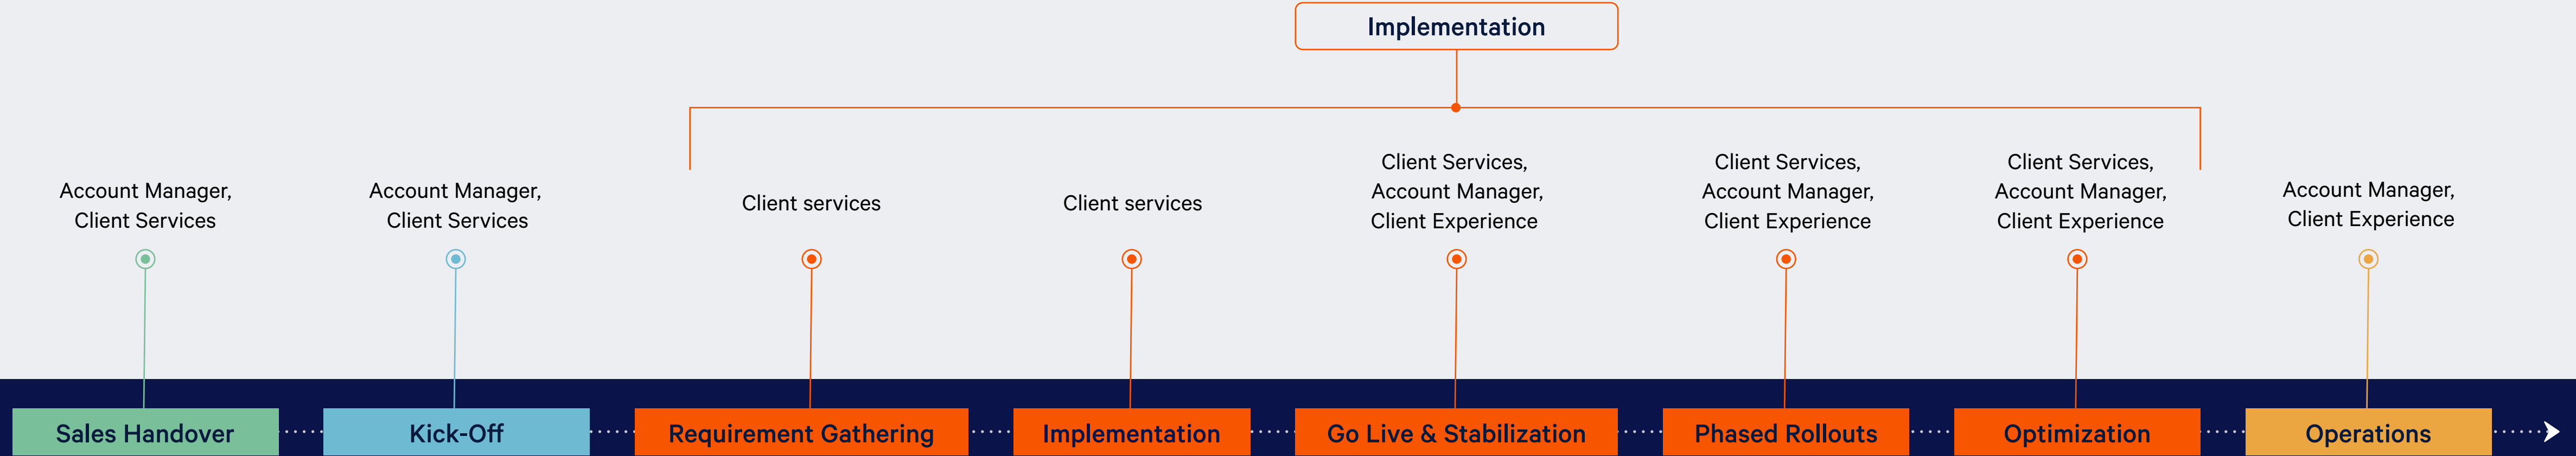 Implementation
Account Manager,
Client Services
Account Manager,
Client Services
Client services
Client services
Client Services,
Account Manager,
Client Experience
Client Services,
Account Manager,
Client Experience
Client Services,
Account Manager,
Client Experience
Account Manager,
Client Experience
Sales Handover
Kick-Off
Requirement Gathering
Implementation
Go Live & Stabilization
Phased Rollouts
Optimization
Operations